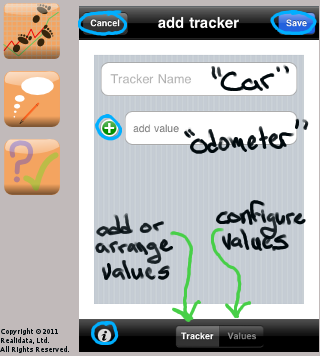 Cancel add tracker Save
Tracker Name "Car"
add value
"odometer"
add or
arrange
values
configure
values
Tracker Values
Copyright © 2011
Realidata, Ltd.
All Rights Reserved.